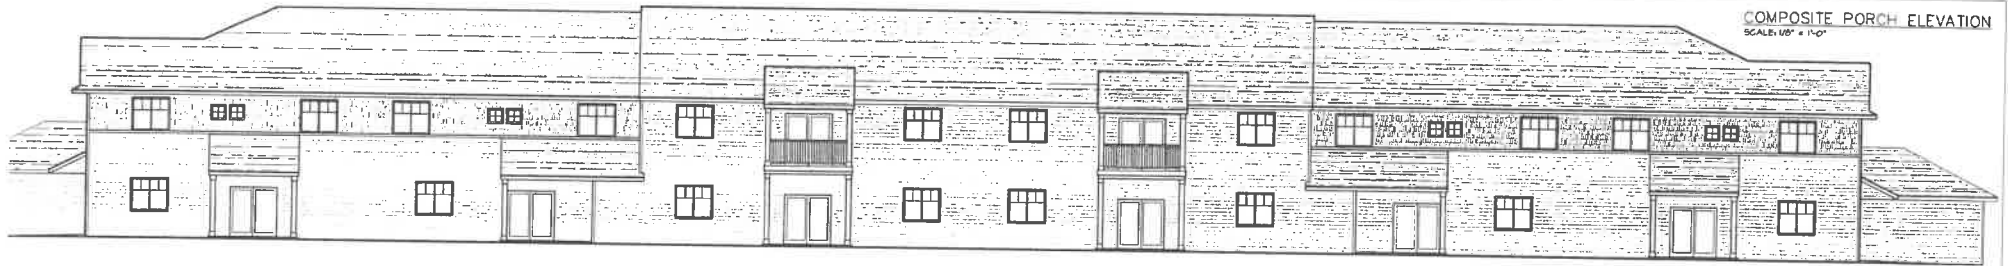 COMPOSITE PORCH ELEVATION
SCALE: 1/8" = 1'-0"